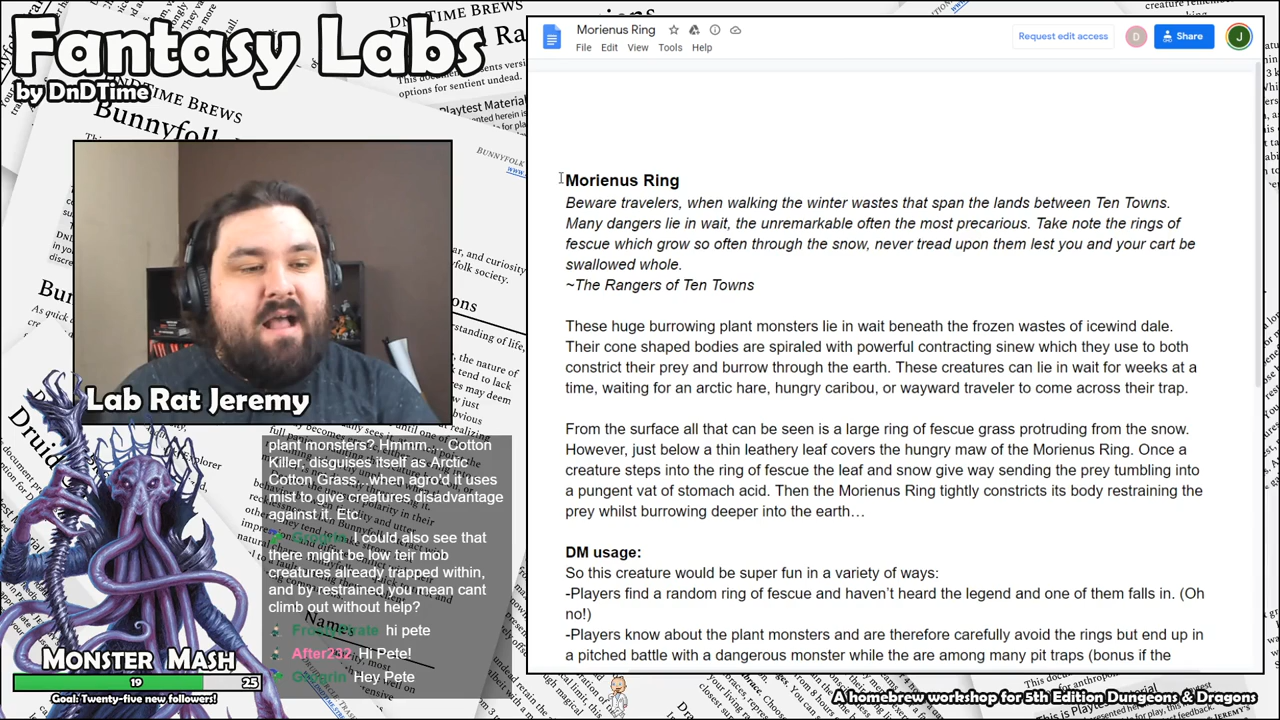 Fantasy Labs
by DnDTime
Lab Rat Jeremy
plant monsters? Hmmm.... Cotton
Killer, disguises itself as Arctic
Cotton Grass...when agro'd it uses
mist to give creatures disadvantage
against it. Etc.
I could also see that
there might be low teir mob
creatures already trapped within,
and by restrained you mean cant
climb out without help?
hi pete
After232 Hi Pete!
Hey Pete
MONSTER MASH
19 25
Goal: Twenty-five new followers!
Morienus Ring
File Edit View Tools Help
Request edit access
D
Share
J
Morienus Ring
Beware travelers, when walking the winter wastes that span the lands between Ten Towns.
Many dangers lie in wait, the unremarkable often the most precarious. Take note the rings of
fescue which grow so often through the snow, never tread upon them lest you and your cart be
swallowed whole.
~The Rangers of Ten Towns
These huge burrowing plant monsters lie in wait beneath the frozen wastes of icewind dale.
Their cone shaped bodies are spiraled with powerful contracting sinew which they use to both
constrict their prey and burrow through the earth. These creatures can lie in wait for weeks at a
time, waiting for an arctic hare, hungry caribou, or wayward traveler to come across their trap.
From the surface all that can be seen is a large ring of fescue grass protruding from the snow.
However, just below a thin leathery leaf covers the hungry maw of the Morienus Ring. Once a
creature steps into the ring of fescue the leaf and snow give way sending the prey tumbling into
a pungent vat of stomach acid. Then the Morienus Ring tightly constricts its body restraining the
prey whilst burrowing deeper into the earth…
DM usage:
So this creature would be super fun in a variety of ways:
-Players find a random ring of fescue and haven't heard the legend and one of them falls in. (Oh
no!)
-Players know about the plant monsters and are therefore carefully avoid the rings but end up in
a pitched battle with a dangerous monster while the are among many pit traps (bonus if the
A homebrew workshop for 5th Edition Dungeons & Dragons